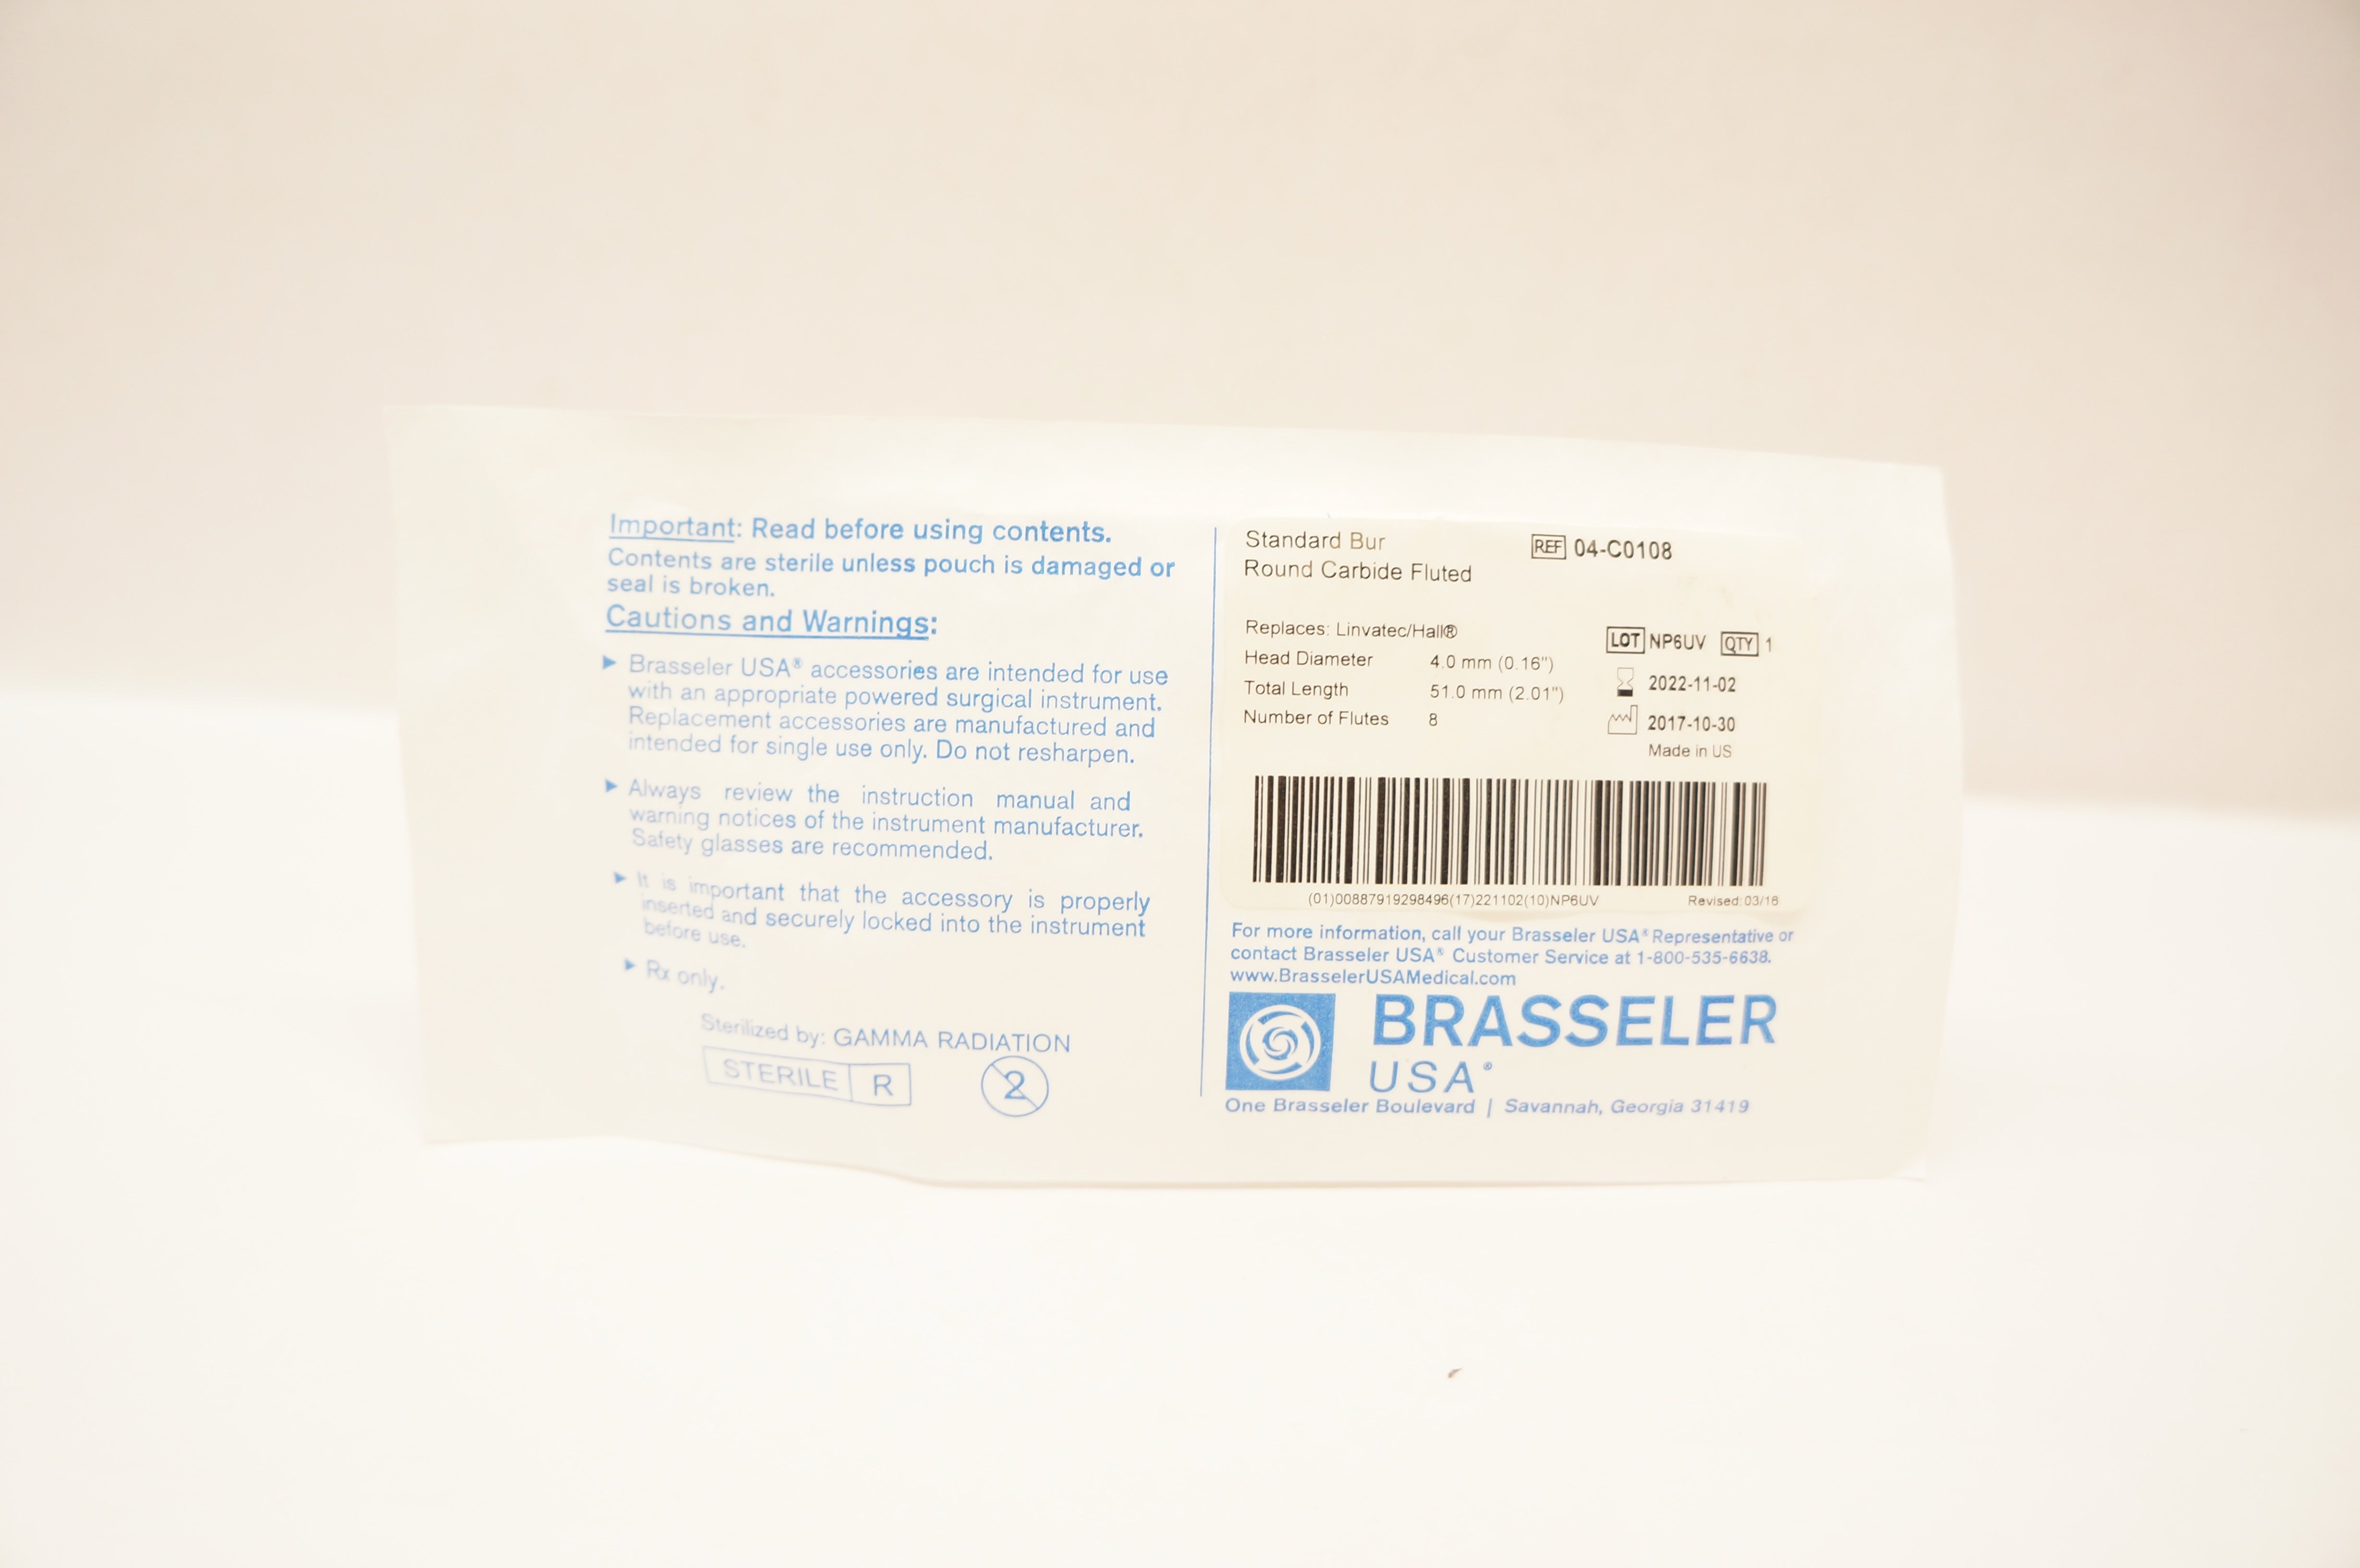 Important: Read before using contents.
Contents are sterile unless pouch is damaged or
seal is broken.
Cautions and Warnings:
► Brasseler USA® accessories are intended for use
with an appropriate powered surgical instrument.
Replacement accessories are manufactured and
intended for single use only. Do not resharpen.
► Always review the instruction manual and
warning notices of the instrument manufacturer.
Safety glasses are recommended.
► It is important that the accessory is properly
inserted and securely locked into the instrument
before use.
► Rx only.
Sterilized by: GAMMA RADIATION
STERILE R 2
Standard Bur REF 04-C0108
Round Carbide Fluted
Replaces: Linvatec/Hall® LOT NP6UV QTY 1
Head Diameter 4.0 mm (0.16")
Total Length 51.0 mm (2.01") 2022-11-02
Number of Flutes 8 2017-10-30
Made in US
(01)00887919298496(17)221102(10)NP6UV Revised:03/16
For more information, call your Brasseler USA® Representative or
contact Brasseler USA® Customer Service at 1-800-535-6638.
www.BrasselerUSAMedical.com
BRASSELER
USA®
One Brasseler Boulevard | Savannah, Georgia 31419